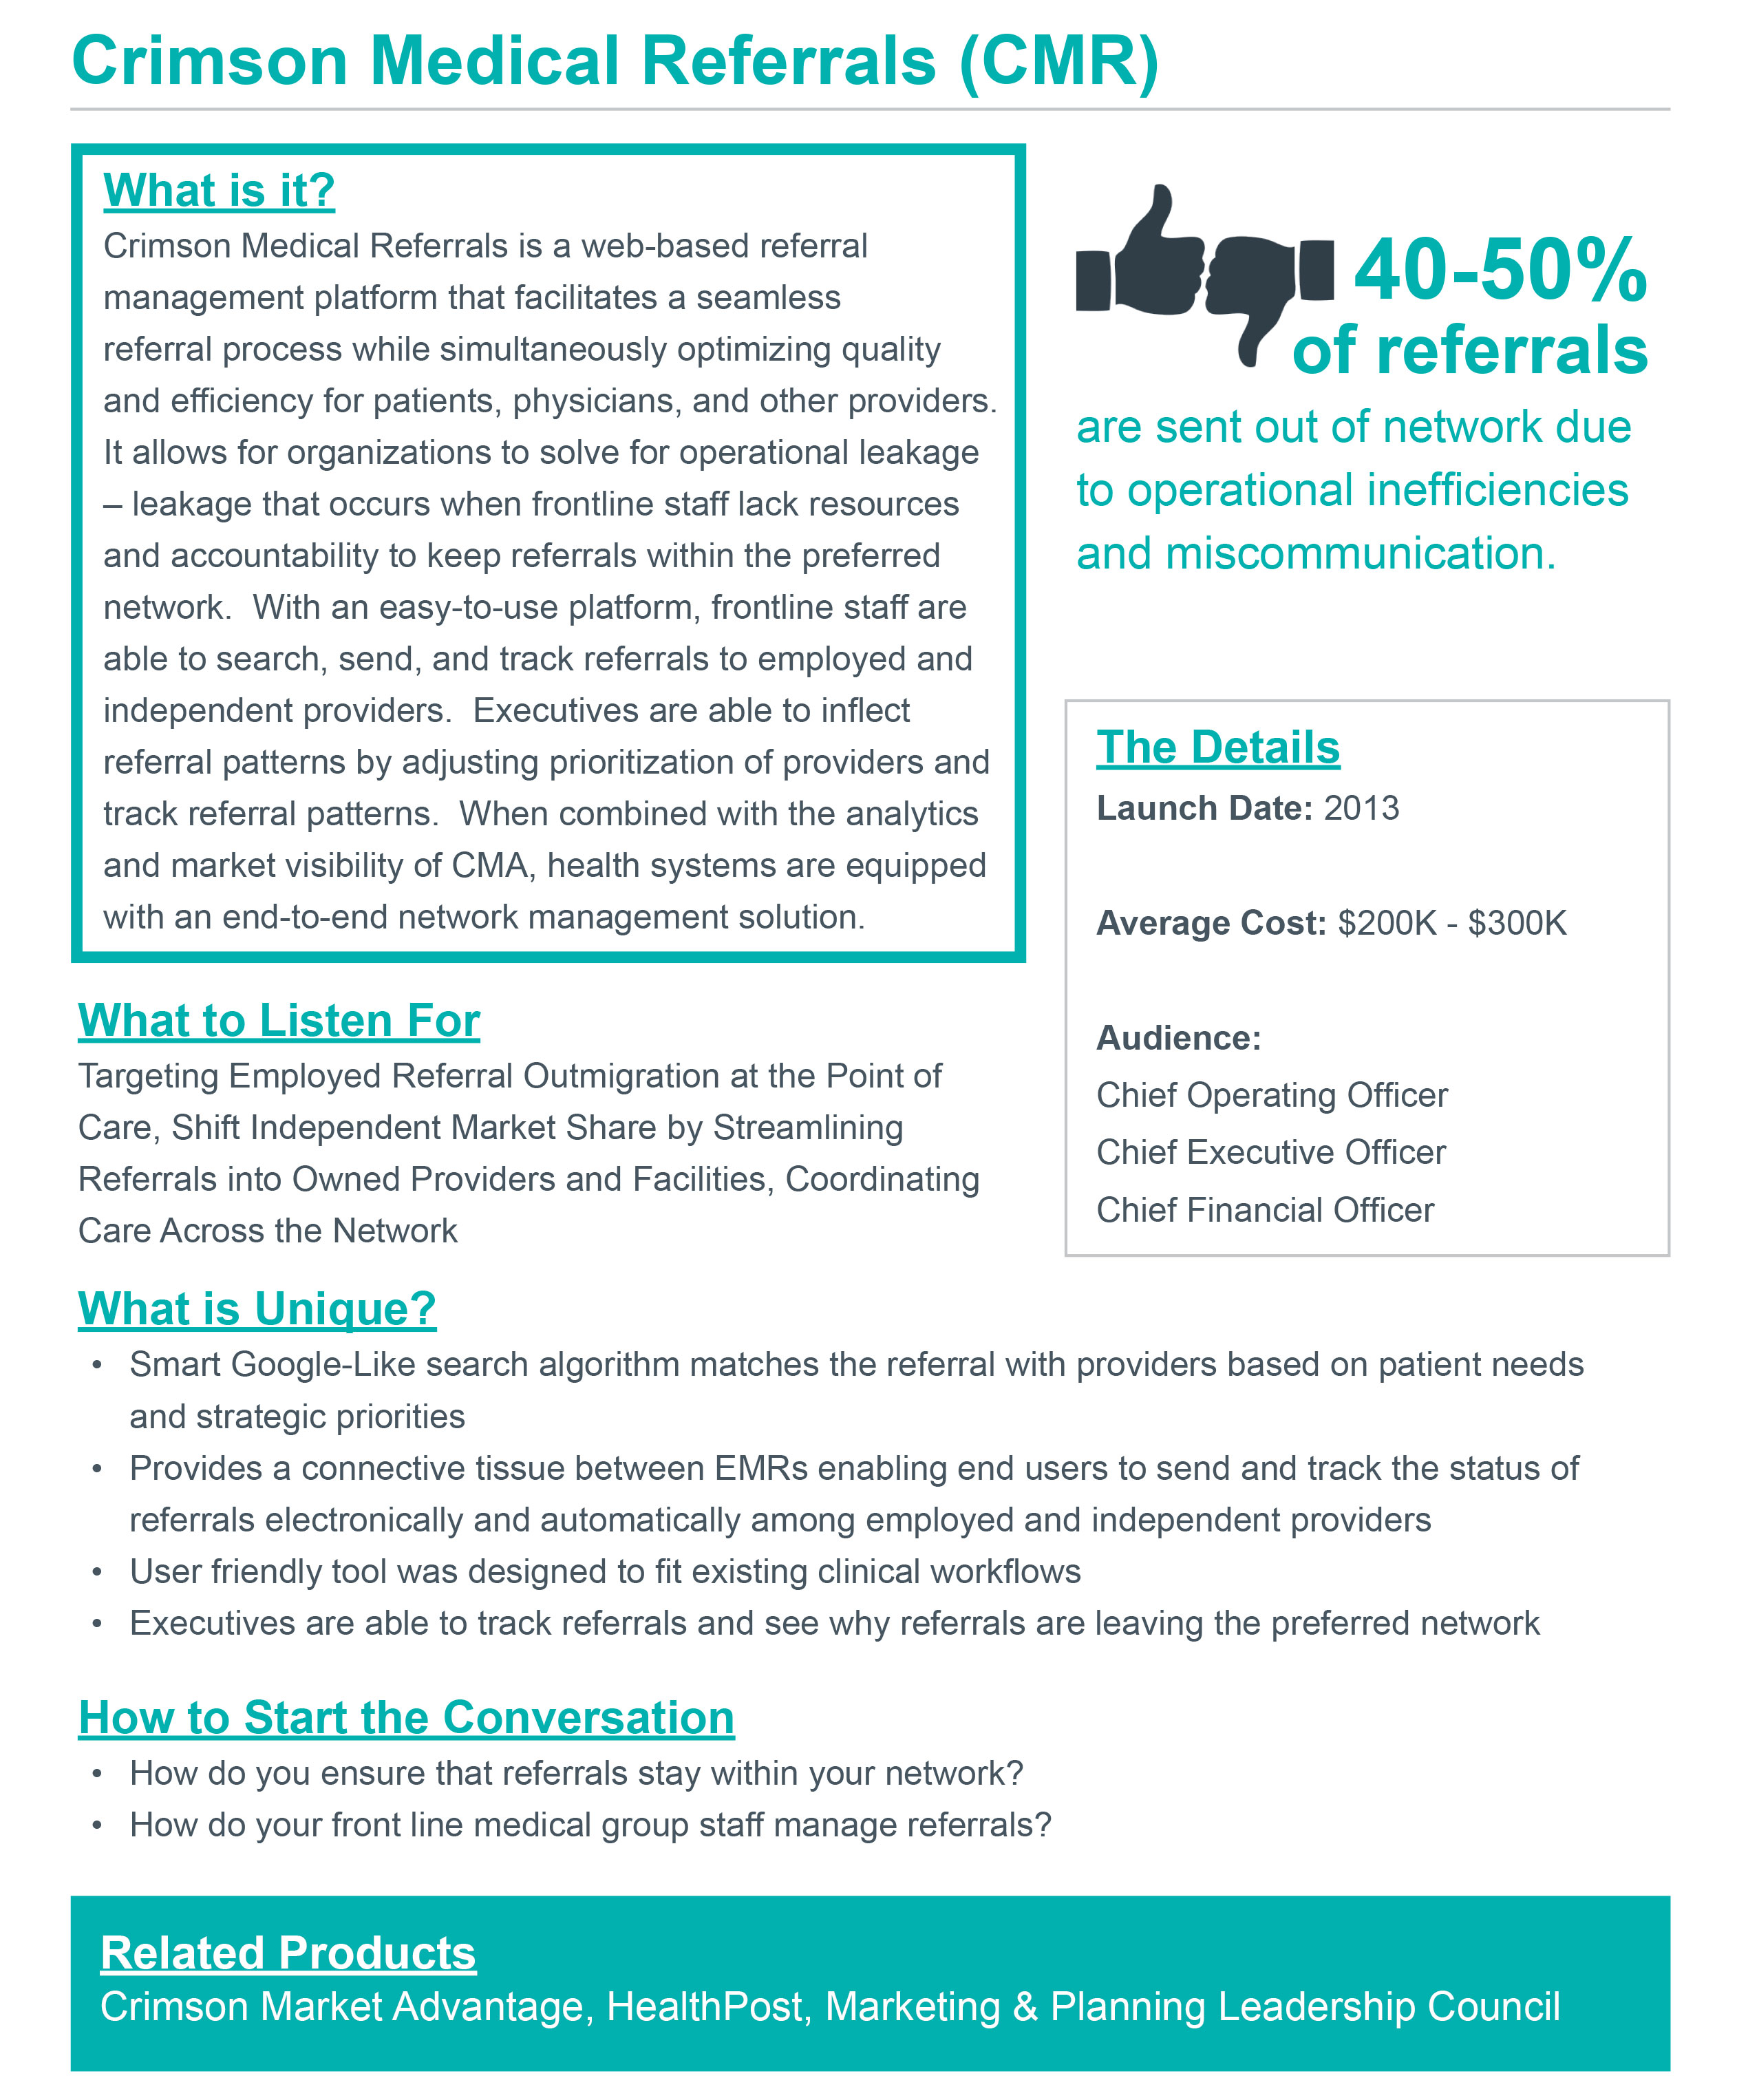 Crimson Medical Referrals (CMR)
What is it?
Crimson Medical Referrals is a web-based referral
management platform that facilitates a seamless
referral process while simultaneously optimizing quality
and efficiency for patients, physicians, and other providers.
It allows for organizations to solve for operational leakage
– leakage that occurs when frontline staff lack resources
and accountability to keep referrals within the preferred
network.  With an easy-to-use platform, frontline staff are
able to search, send, and track referrals to employed and
independent providers.  Executives are able to inflect
referral patterns by adjusting prioritization of providers and
track referral patterns.  When combined with the analytics
and market visibility of CMA, health systems are equipped
with an end-to-end network management solution.
40-50%
of referrals
are sent out of network due
to operational inefficiencies
and miscommunication.
The Details
Launch Date: 2013
Average Cost: $200K - $300K
Audience:
Chief Operating Officer
Chief Executive Officer
Chief Financial Officer
What to Listen For
Targeting Employed Referral Outmigration at the Point of
Care, Shift Independent Market Share by Streamlining
Referrals into Owned Providers and Facilities, Coordinating
Care Across the Network
What is Unique?
• Smart Google-Like search algorithm matches the referral with providers based on patient needs
and strategic priorities
• Provides a connective tissue between EMRs enabling end users to send and track the status of
referrals electronically and automatically among employed and independent providers
• User friendly tool was designed to fit existing clinical workflows
• Executives are able to track referrals and see why referrals are leaving the preferred network
How to Start the Conversation
• How do you ensure that referrals stay within your network?
• How do your front line medical group staff manage referrals?
Related Products
Crimson Market Advantage, HealthPost, Marketing & Planning Leadership Council